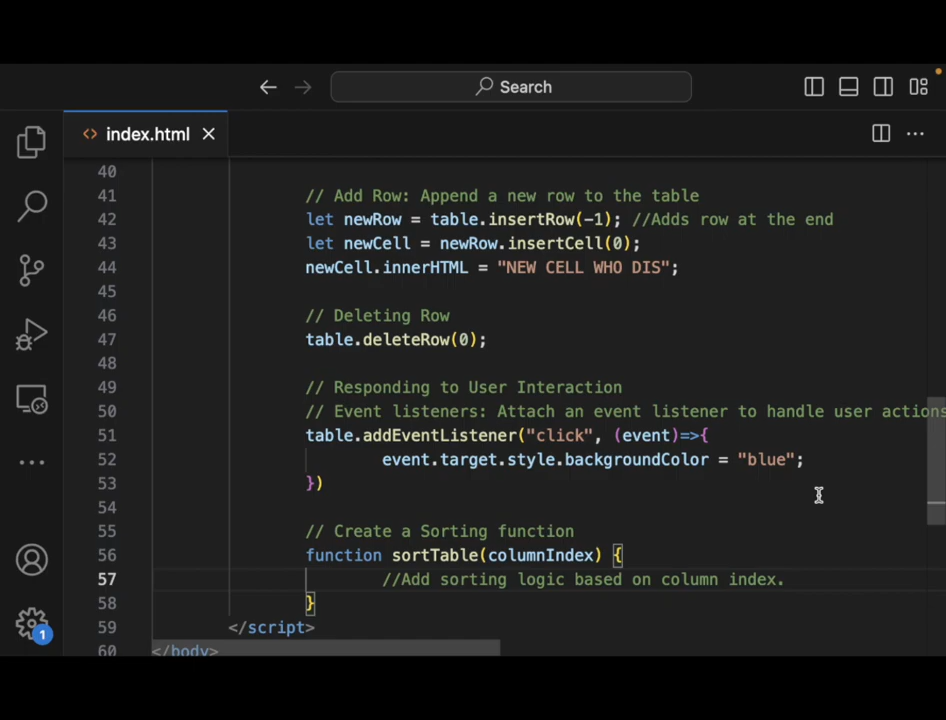 Search
index.html
40
41 // Add Row: Append a new row to the table
42 let newRow = table.insertRow(-1); //Adds row at the end
43 let newCell = newRow.insertCell(0);
44 newCell.innerHTML = "NEW CELL WHO DIS";
45
46 // Deleting Row
47 table.deleteRow(0);
48
49 // Responding to User Interaction
50 // Event listeners: Attach an event listener to handle user actions
51 table.addEventListener("click", (event)=>{
52 event.target.style.backgroundColor = "blue";
53 })
54
55 // Create a Sorting function
56 function sortTable(columnIndex) {
57 //Add sorting logic based on column index.
58 }
59 </script>
60 </body>
1